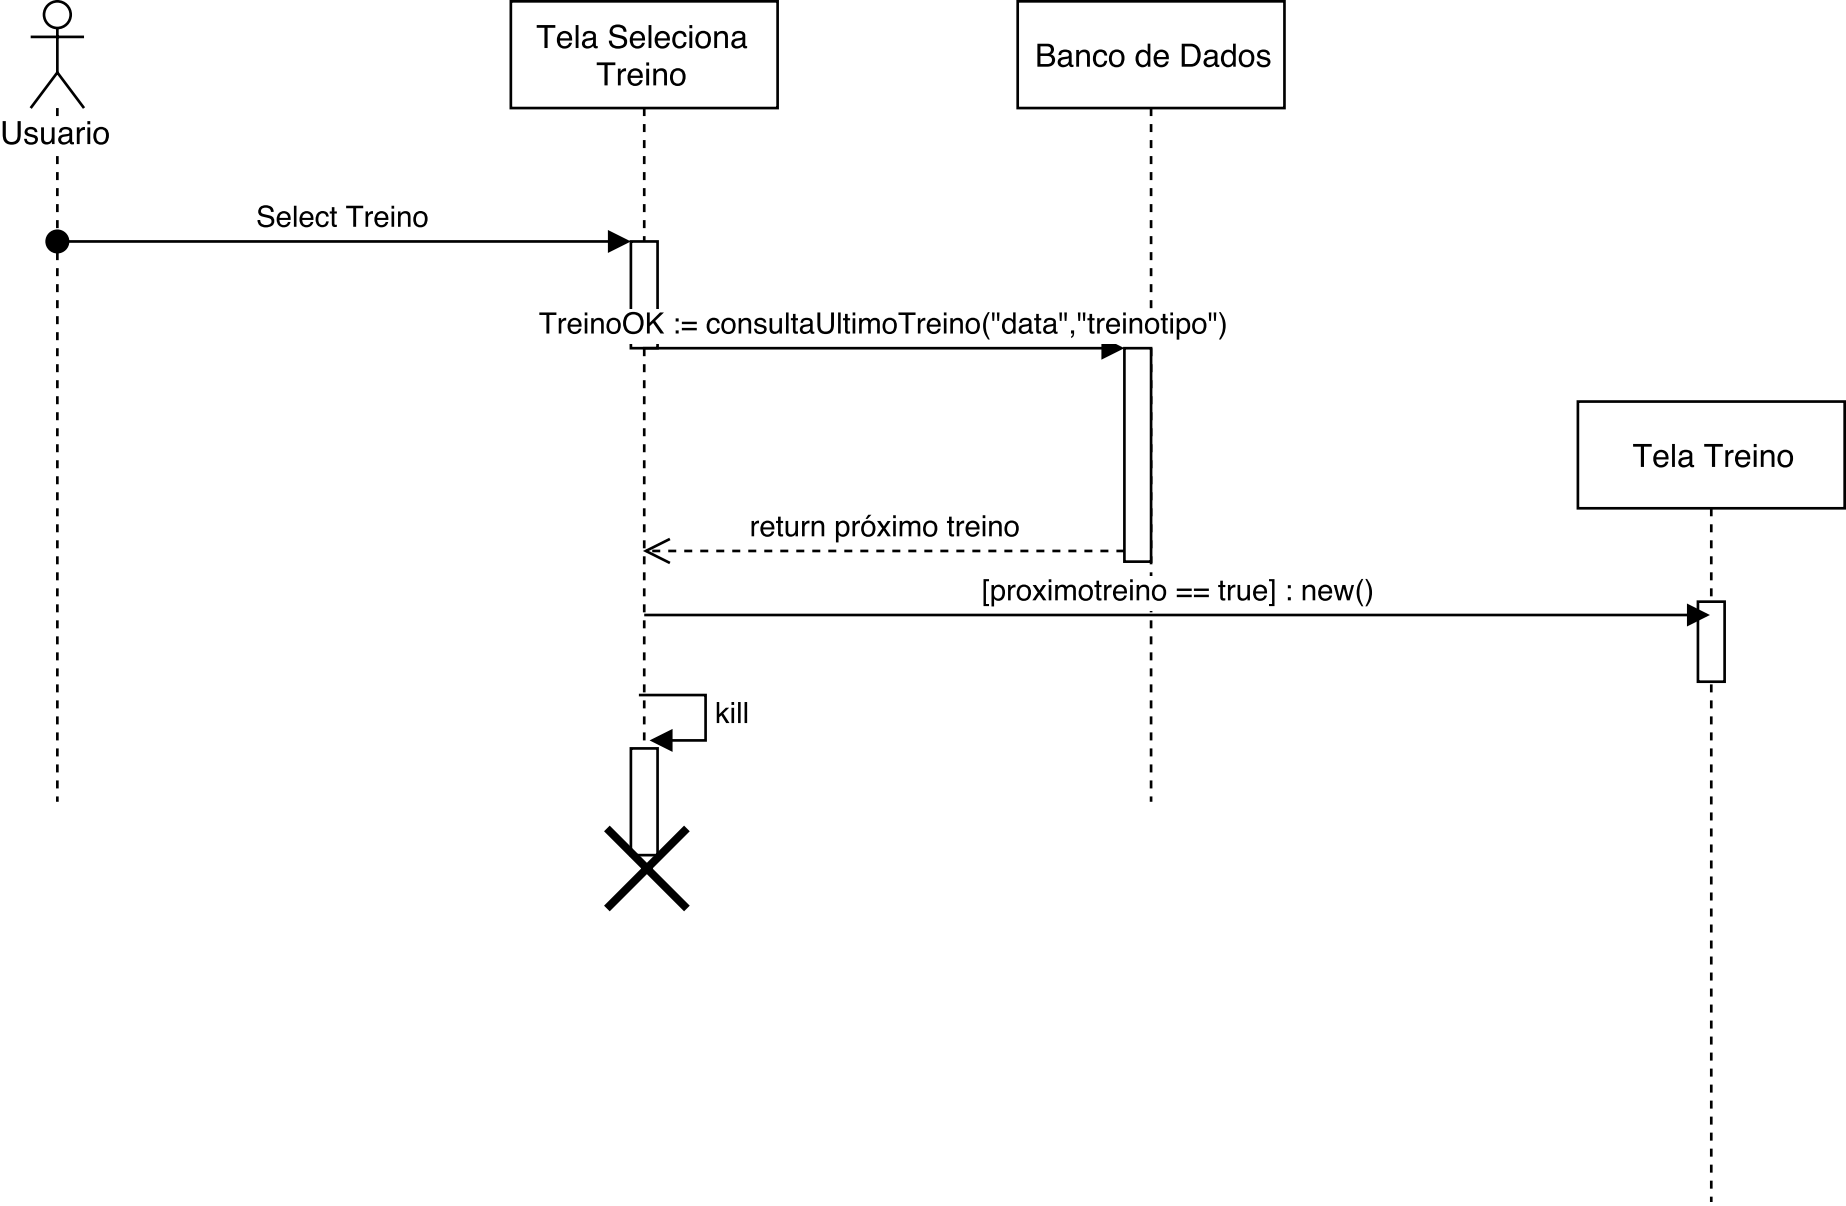 Tela Seleciona
Treino
Banco de Dados
Usuario
Select Treino
TreinoOK := consultaUltimoTreino("data","treinotipo")
Tela Treino
return próximo treino
[proximotreino == true] : new()
kill